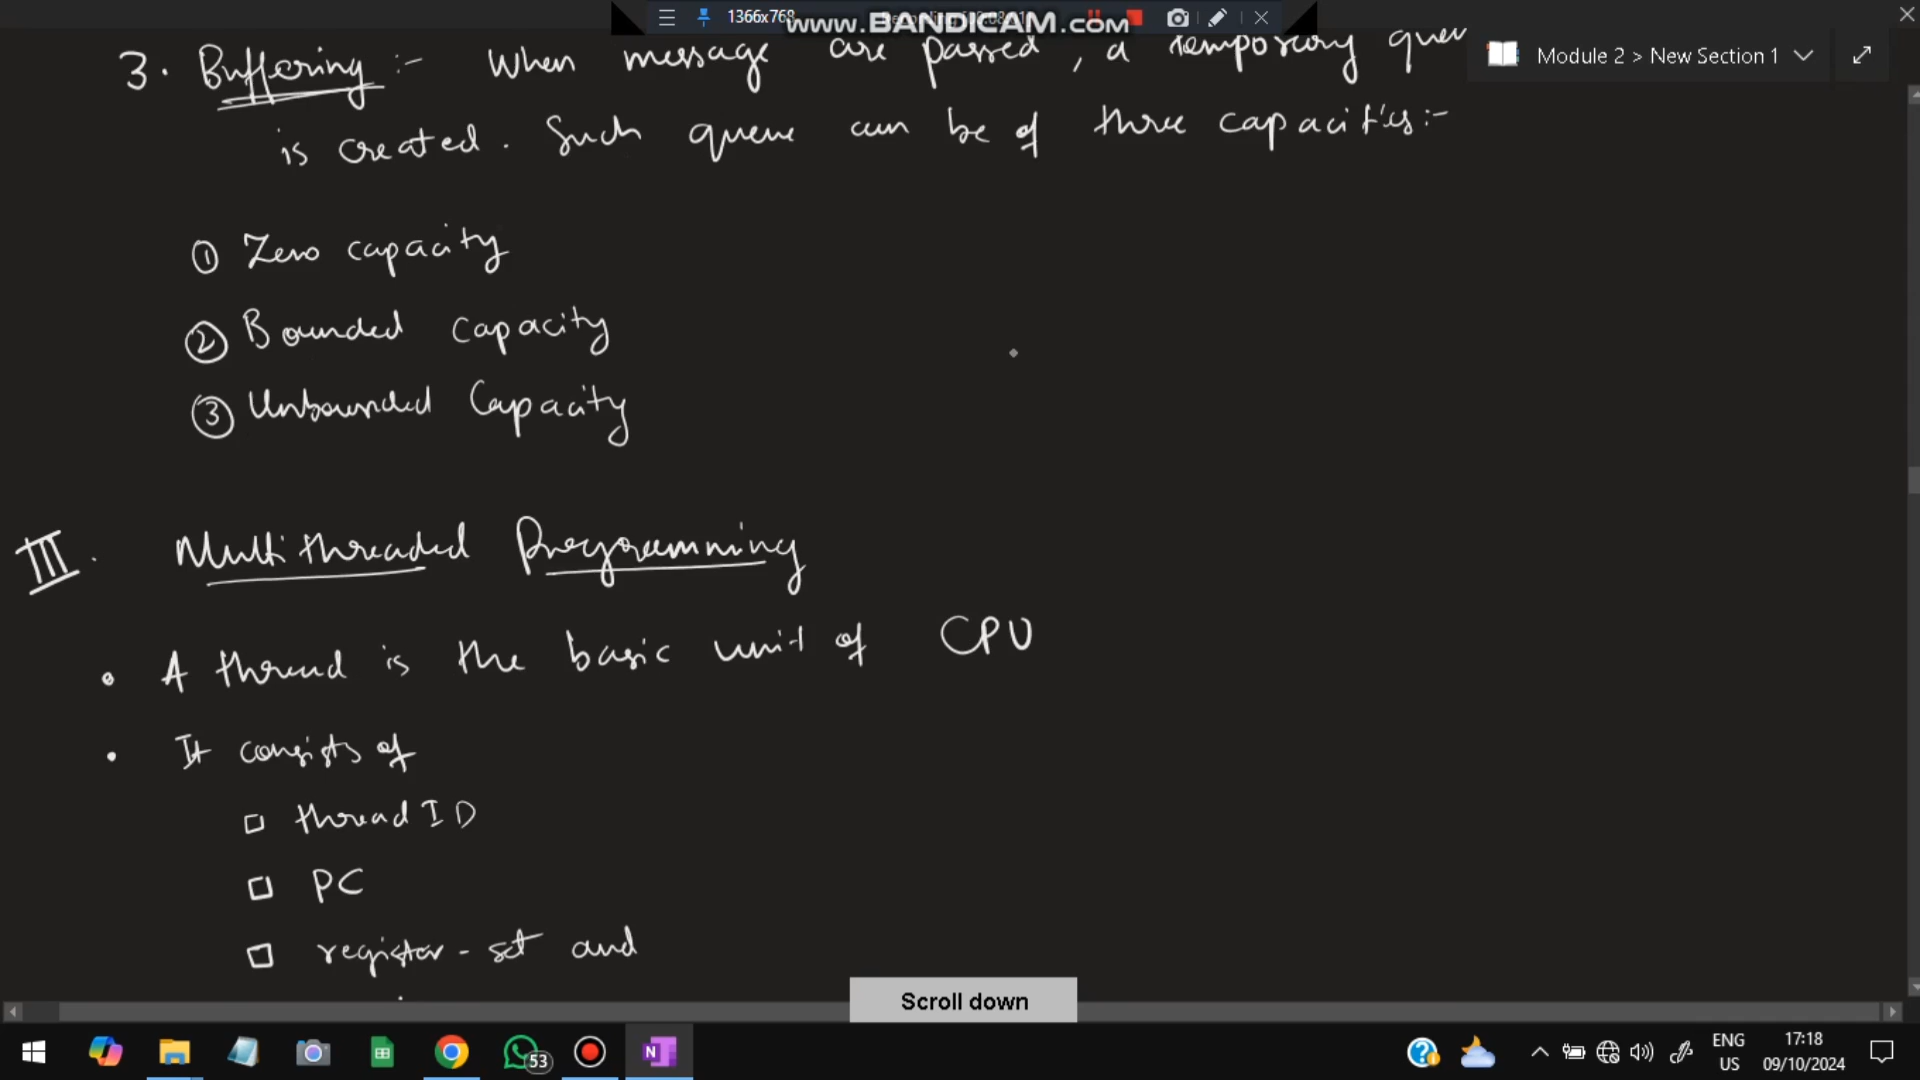 1366x768
www.BANDICAM.com
Module 2 > New Section 1
3. Buffering :- When message are passed, a temporary queu
is created. Such queue can be of three capacities:-
① Zero capacity
② Bounded capacity
③ Unbounded Capacity
III. Multithreaded Programming
• A thread is the basic unit of CPU
• It consists of
□ thread ID
□ PC
□ register-set and
Scroll down
53
ENG
US
17:18
09/10/2024